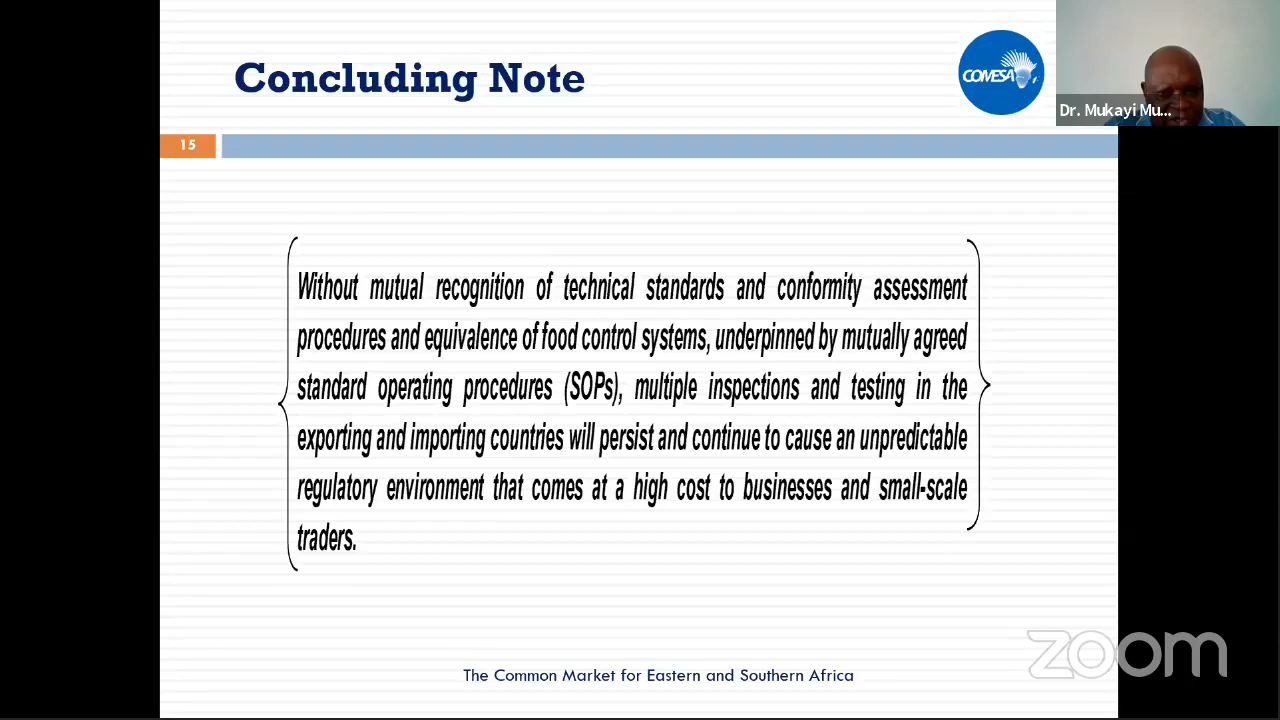 Concluding Note
COMESA
Dr. Mukayi Mu...
15
Without mutual recognition of technical standards and conformity assessment
procedures and equivalence of food control systems, underpinned by mutually agreed
standard operating procedures (SOPs), multiple inspections and testing in the
exporting and importing countries will persist and continue to cause an unpredictable
regulatory environment that comes at a high cost to businesses and small-scale
traders.
zoom
The Common Market for Eastern and Southern Africa